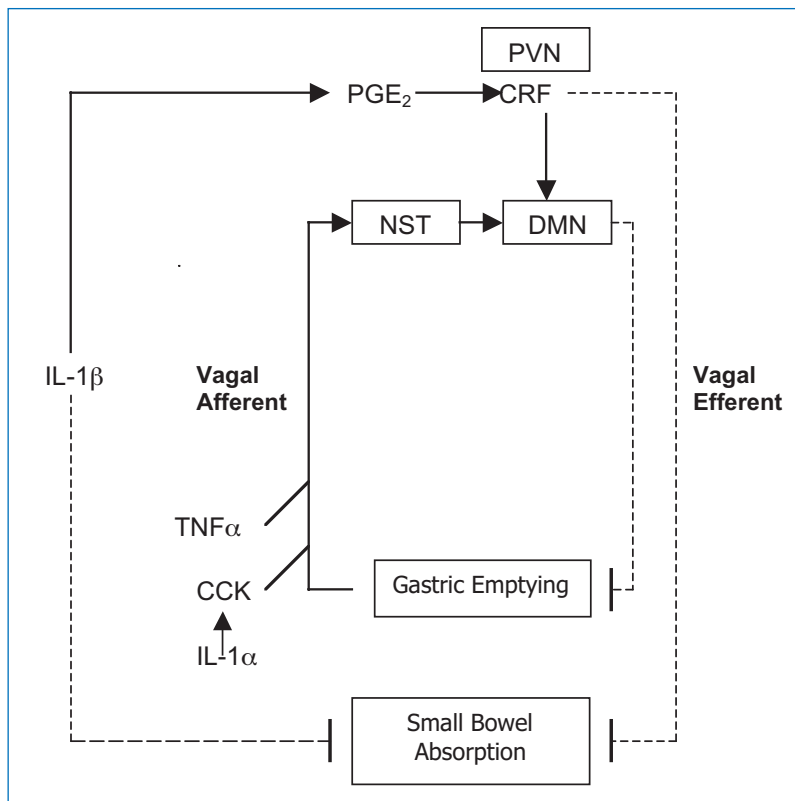 PVN
PGE₂
CRF
NST
DMN
IL-1β
Vagal
Afferent
Vagal
Efferent
TNFα
CCK
Gastric Emptying
IL-1α
Small Bowel
Absorption